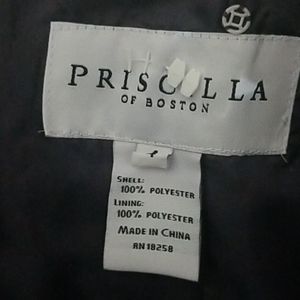 PRISCILLA
OF BOSTON
SHELL:
100% POLYESTER
LINING:
100% POLYESTER
MADE IN CHINA
RN 18258